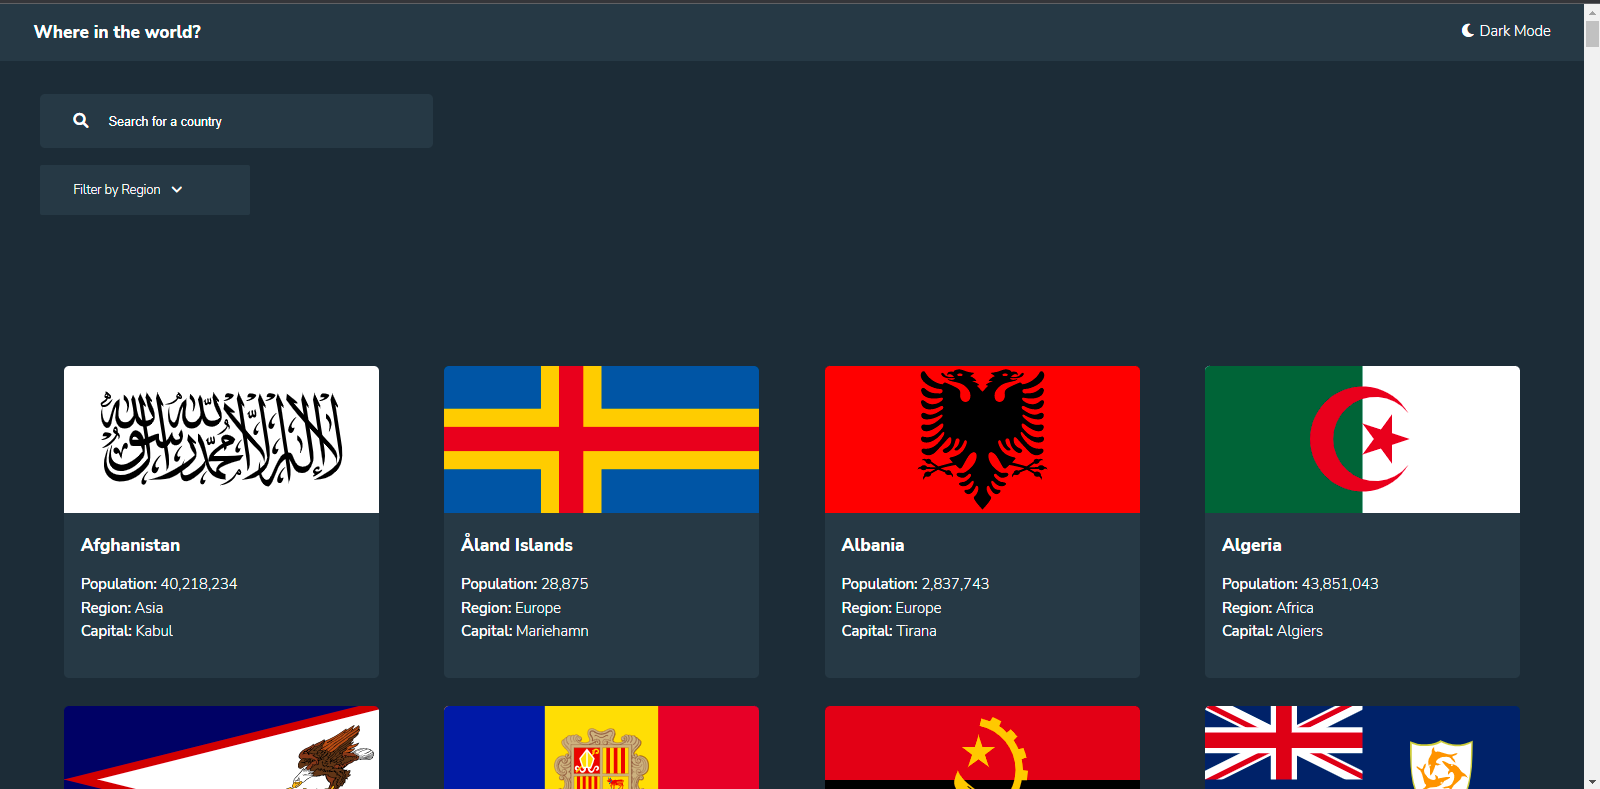 Where in the world?
Dark Mode
Search for a country
Filter by Region
لا إله إلا الله محمد رسول الله
Afghanistan
Population: 40,218,234
Region: Asia
Capital: Kabul
Åland Islands
Population: 28,875
Region: Europe
Capital: Mariehamn
Albania
Population: 2,837,743
Region: Europe
Capital: Tirana
Algeria
Population: 43,851,043
Region: Africa
Capital: Algiers